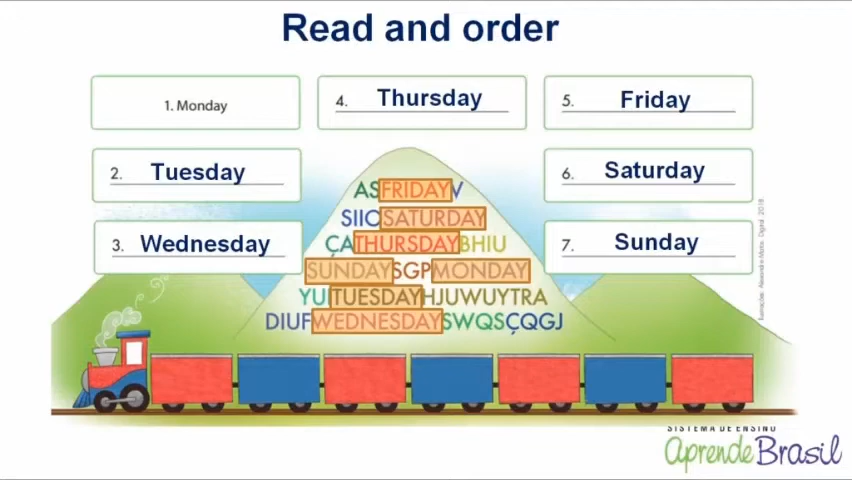 Read and order
1. Monday
2. Tuesday
3. Wednesday
4. Thursday
5. Friday
6. Saturday
7. Sunday
ASFRIDAYV
SIICSATURDAY
ÇATHURSDAYBHIU
SUNDAYSGPMONDAY
YUTUESDAYHJUWUYTRA
DIUFWEDNESDAYSWQSÇQGJ
SISTEMA DE ENSINO
Aprende Brasil